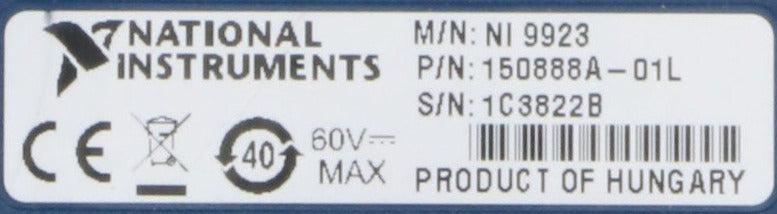 NATIONAL
INSTRUMENTS
M/N: NI 9923
P/N: 150888A-01L
S/N: 1C3822B
CE
40
60V⎓
MAX
PRODUCT OF HUNGARY